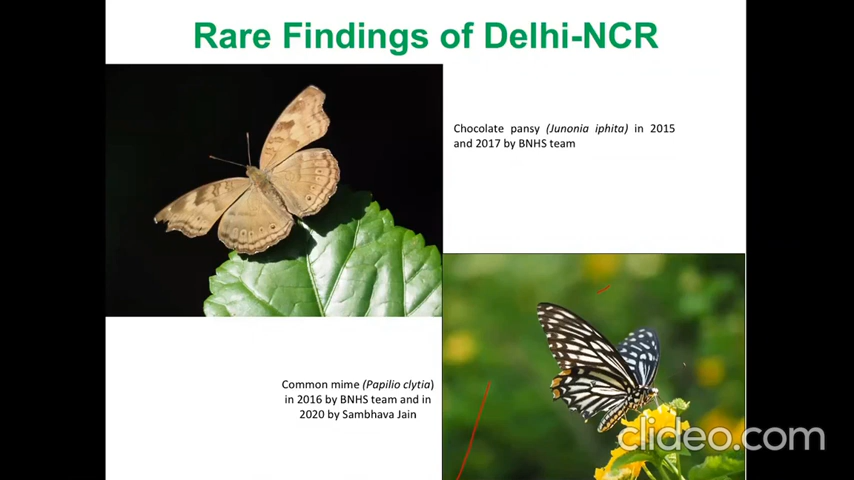 Rare Findings of Delhi-NCR
Chocolate pansy (Junonia iphita) in 2015
and 2017 by BNHS team
Common mime (Papilio clytia)
in 2016 by BNHS team and in
2020 by Sambhava Jain
clideo.com